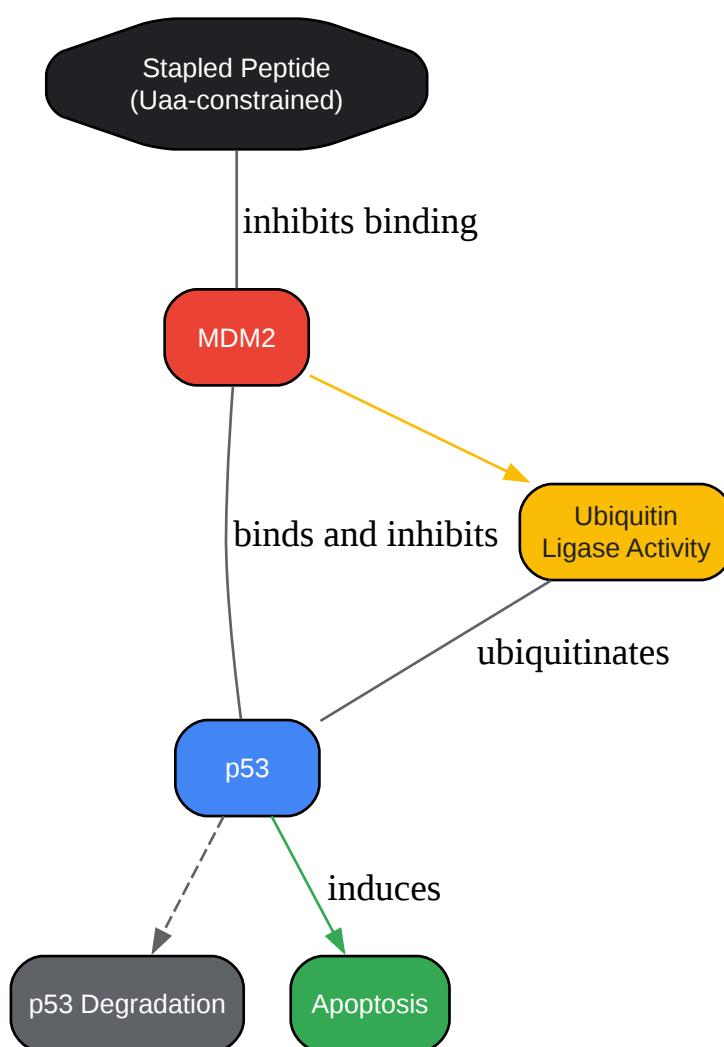 Stapled Peptide
(Uaa-constrained)
inhibits binding
MDM2
binds and inhibits
Ubiquitin
Ligase Activity
ubiquitinates
p53
induces
p53 Degradation
Apoptosis